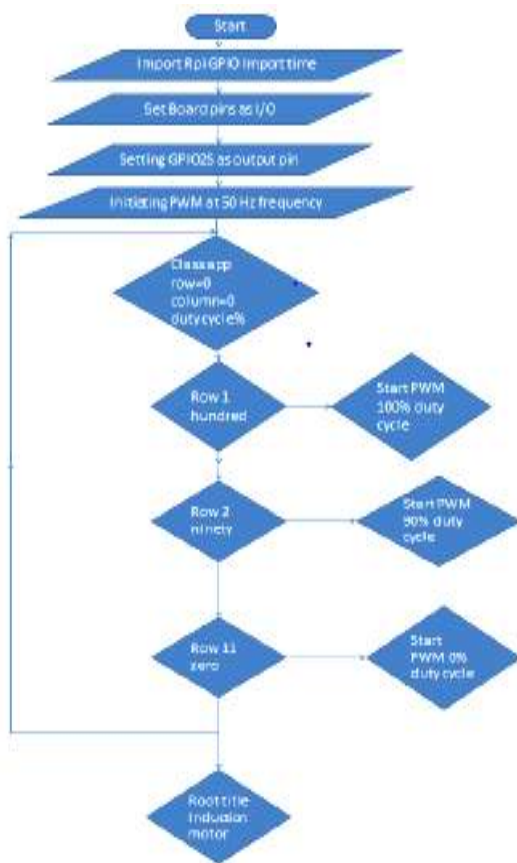 Start
Import Rpi GPIO Import time
Set Board pins as I/O
Setting GPIO25 as output pin
Initieting PWM at 50 Hz frequency
Class app
row=0
column=0
duty cycle%
Row 1
hundred
Start PWM
100% duty
cycle
Row 2
ninety
Start PWM
90% duty
cycle
Row 11
zero
Start
PWM 0%
duty cycle
Root title
Induction
motor